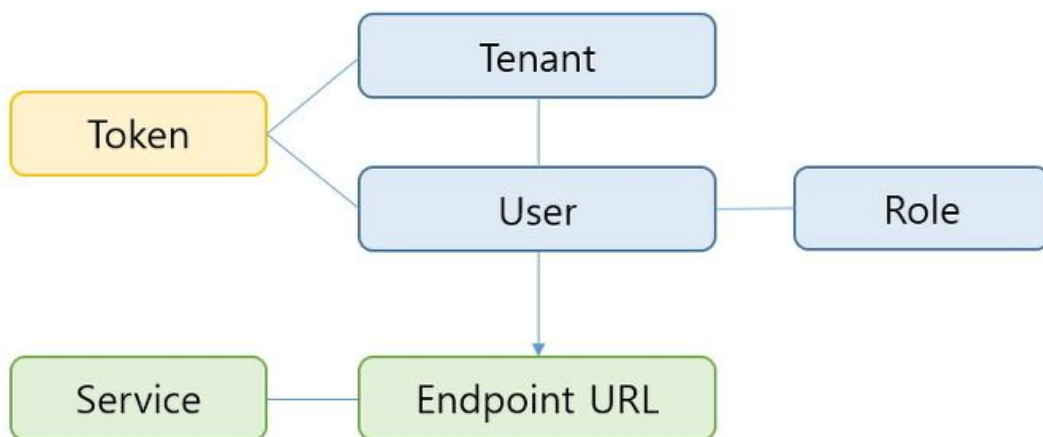 Tenant
Token
User
Role
Service
Endpoint URL